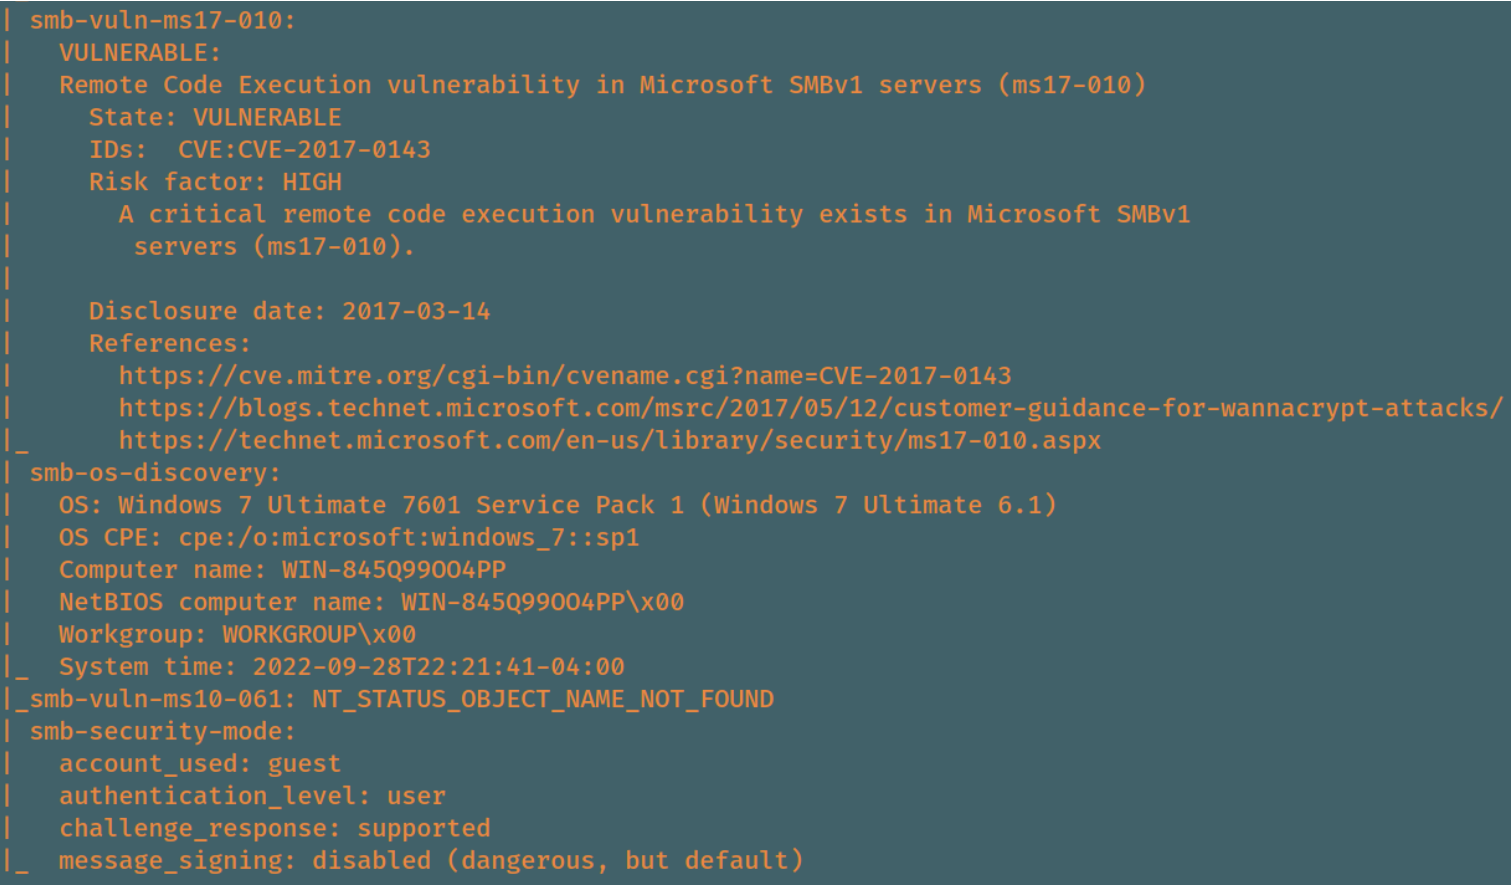 | smb-vuln-ms17-010:
|   VULNERABLE:
|   Remote Code Execution vulnerability in Microsoft SMBv1 servers (ms17-010)
|     State: VULNERABLE
|     IDs:  CVE:CVE-2017-0143
|     Risk factor: HIGH
|       A critical remote code execution vulnerability exists in Microsoft SMBv1
|        servers (ms17-010).
|
|     Disclosure date: 2017-03-14
|     References:
|       https://cve.mitre.org/cgi-bin/cvename.cgi?name=CVE-2017-0143
|       https://blogs.technet.microsoft.com/msrc/2017/05/12/customer-guidance-for-wannacrypt-attacks/
|_      https://technet.microsoft.com/en-us/library/security/ms17-010.aspx
| smb-os-discovery:
|   OS: Windows 7 Ultimate 7601 Service Pack 1 (Windows 7 Ultimate 6.1)
|   OS CPE: cpe:/o:microsoft:windows_7::sp1
|   Computer name: WIN-845Q99OO4PP
|   NetBIOS computer name: WIN-845Q99OO4PP\x00
|   Workgroup: WORKGROUP\x00
|_  System time: 2022-09-28T22:21:41-04:00
|_smb-vuln-ms10-061: NT_STATUS_OBJECT_NAME_NOT_FOUND
| smb-security-mode:
|   account_used: guest
|   authentication_level: user
|   challenge_response: supported
|_  message_signing: disabled (dangerous, but default)